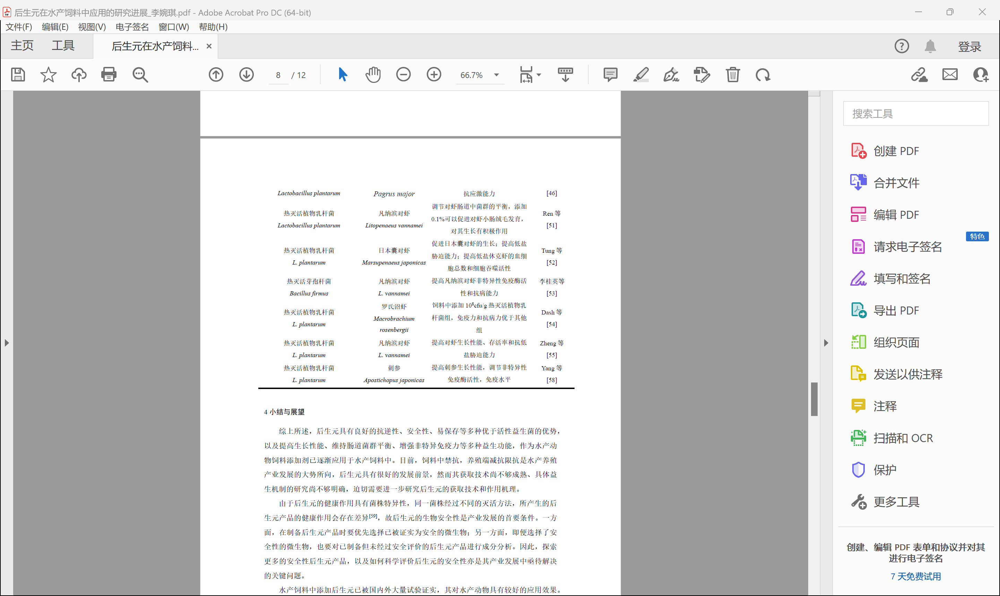 后生元在水产饲料中应用的研究进展_李婉琪.pdf - Adobe Acrobat Pro DC (64-bit)
文件(F) 编辑(E) 视图(V) 电子签名 窗口(W) 帮助(H)
主页 工具 后生元在水产饲料... × 登录
8 / 12 66.7%
Lactobacillus plantarum Pagrus major 抗应激能力 [46]
调节对虾肠道中菌群的平衡，添加
热灭活植物乳杆菌 凡纳滨对虾 Ren 等
0.1%可以促进对虾小肠绒毛发育，
Lactobacillus plantarum Litopenaeus vannamei [51]
对其生长有积极作用
促进日本囊对虾的生长；提高低盐
热灭活植物乳杆菌 日本囊对虾 Tung 等
胁迫能力；提高低盐休克虾的血细
L. plantarum Marsupenaeus japonicas [52]
胞总数和细胞吞噬活性
热灭活芽孢杆菌 凡纳滨对虾 提高凡纳滨对虾非特异性免疫酶活 李桂英等
Bacillus firmus L. vannamei 性和抗病能力 [53]
罗氏沼虾 饲料中添加 10⁸cfu/g 热灭活植物乳
热灭活植物乳杆菌 Dash 等
Macrobrachium 杆菌组，免疫力和抗病力优于其他
L. plantarum [54]
rosenbergii 组
热灭活植物乳杆菌 凡纳滨对虾 提高对虾生长性能、存活率和抗低 Zheng 等
L. plantarum L. vannamei 盐胁迫能力 [55]
热灭活植物乳杆菌 刺参 提高刺参生长性能，调节非特异性 Yang 等
L. plantarum Apostichopus japonicas 免疫酶活性，免疫水平 [58]
4 小结与展望
综上所述，后生元具有良好的抗逆性、安全性、易保存等多种优于活性益生菌的优势，
以及提高生长性能、维持肠道菌群平衡、增强非特异免疫力等多种益生功能，作为水产动
物饲料添加剂已逐渐应用于水产饲料中。目前，饲料中禁抗，养殖端减抗限抗是水产养殖
产业发展的大势所向，后生元具有很好的发展前景，然而其获取技术尚不够成熟、具体益
生机制的研究尚不够明确，迫切需要进一步研究后生元的获取技术和作用机理。
由于后生元的健康作用具有菌株特异性，同一菌株经过不同的灭活方法，所产生的后
生元产品的健康作用会存在差异[59]，故后生元的生物安全性是产业发展的首要条件。一方
面，在制备后生元产品时要优先选择已被证实为安全的微生物；另一方面，即便选择了安
全性的微生物，也要对已制备但未经过安全评价的后生元产品进行成分分析。因此，探索
更多的安全性后生元产品，以及如何科学评价后生元的安全性亦是其产业发展中亟待解决
的关键问题。
水产饲料中添加后生元已被国内外大量试验证实，其对水产动物具有较好的应用效果。
搜索工具
创建 PDF
合并文件
编辑 PDF
特色
请求电子签名
填写和签名
导出 PDF
组织页面
发送以供注释
注释
扫描和 OCR
保护
更多工具
创建、编辑 PDF 表单和协议并对其
进行电子签名
7 天免费试用